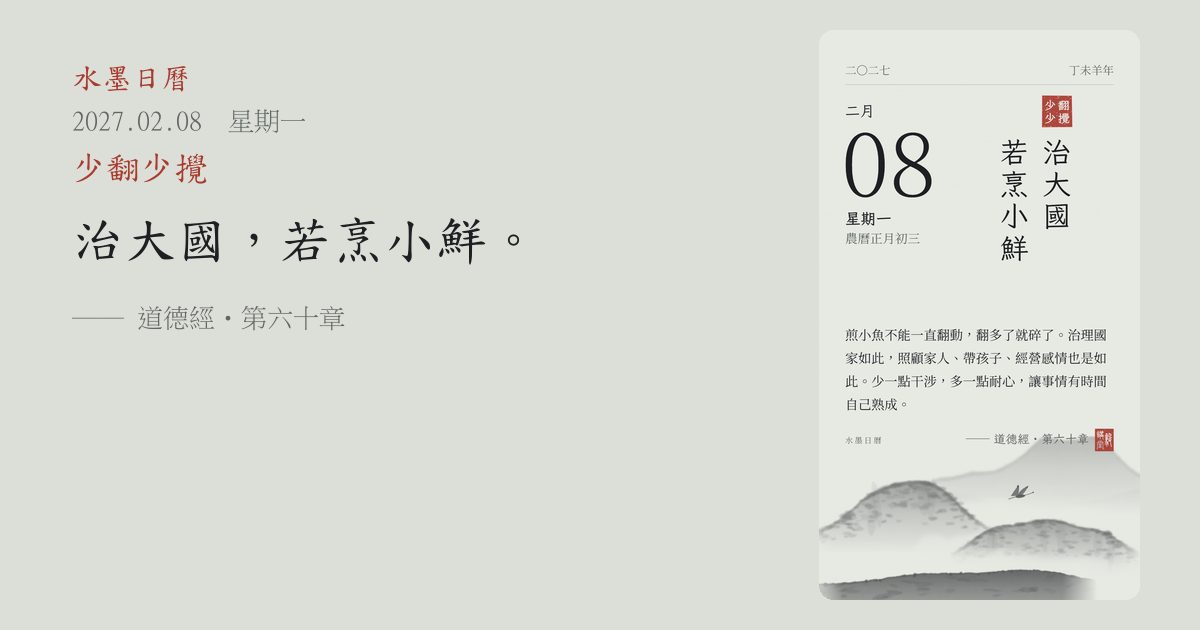 水墨日曆
2027.02.08 星期一
少翻少攪
治大國，若烹小鮮。
—— 道德經・第六十章
二〇二七
丁未羊年
二月
08
星期一
農曆正月初三
翻攪
少少
治大國
若烹小鮮
煎小魚不能一直翻動，翻多了就碎了。治理國
家如此，照顧家人、帶孩子、經營感情也是如
此。少一點干涉，多一點耐心，讓事情有時間
自己熟成。
水墨日曆
—— 道德經・第六十章